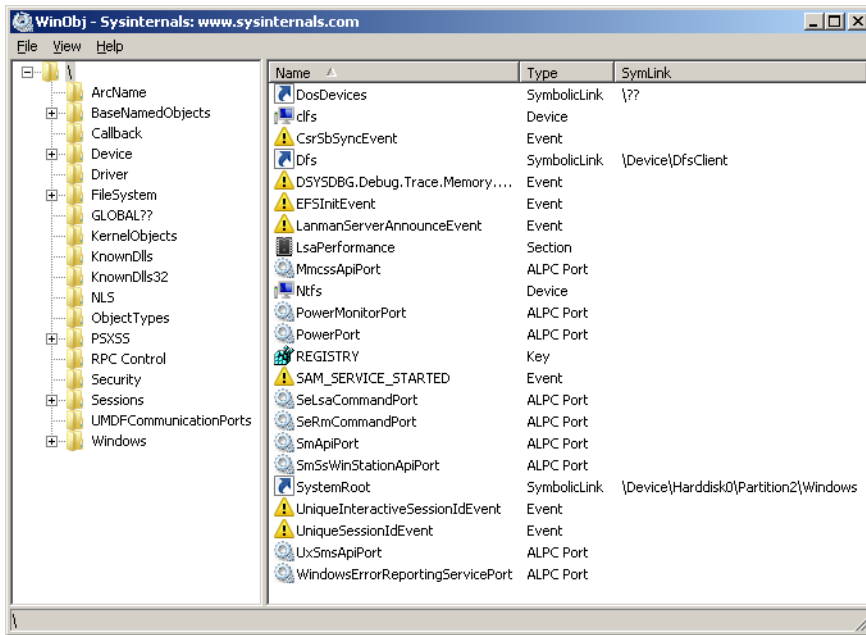 WinObj - Sysinternals: www.sysinternals.com
File View Help
\
ArcName
BaseNamedObjects
Callback
Device
Driver
FileSystem
GLOBAL??
KernelObjects
KnownDlls
KnownDlls32
NLS
ObjectTypes
PSXSS
RPC Control
Security
Sessions
UMDFCommunicationPorts
Windows
Name Type SymLink
DosDevices SymbolicLink \??
clfs Device
CsrSbSyncEvent Event
Dfs SymbolicLink \Device\DfsClient
DSYSDBG.Debug.Trace.Memory.... Event
EFSInitEvent Event
LanmanServerAnnounceEvent Event
LsaPerformance Section
MmcssApiPort ALPC Port
Ntfs Device
PowerMonitorPort ALPC Port
PowerPort ALPC Port
REGISTRY Key
SAM_SERVICE_STARTED Event
SeLsaCommandPort ALPC Port
SeRmCommandPort ALPC Port
SmApiPort ALPC Port
SmSsWinStationApiPort ALPC Port
SystemRoot SymbolicLink \Device\Harddisk0\Partition2\Windows
UniqueInteractiveSessionIdEvent Event
UniqueSessionIdEvent Event
UxSmsApiPort ALPC Port
WindowsErrorReportingServicePort ALPC Port
\